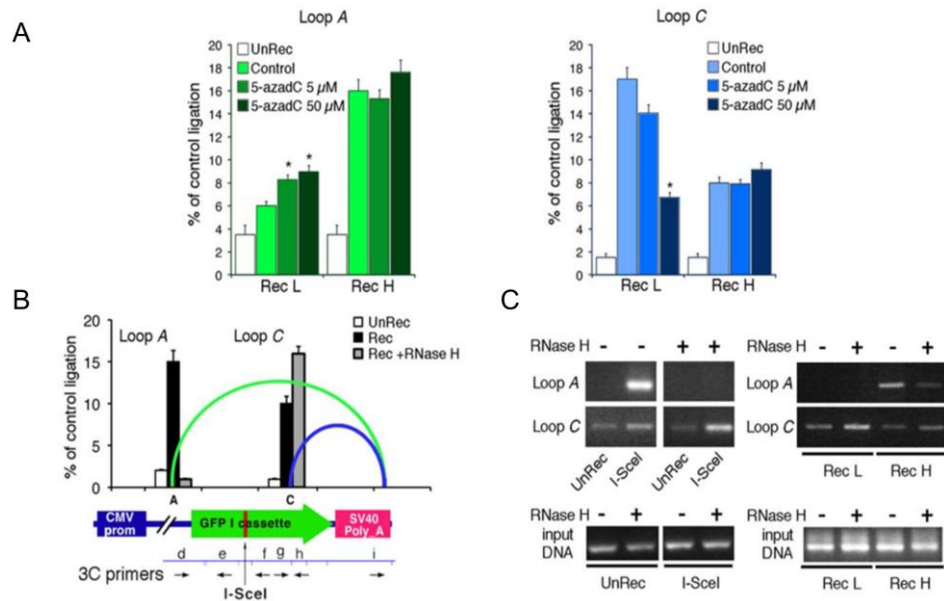 A
Loop A
UnRec
Control
5-azadC 5 µM
5-azadC 50 µM
% of control ligation
20
18
16
14
12
10
8
6
4
2
0
*
*
Rec L
Rec H
Loop C
UnRec
Control
5-azadC 5 µM
5-azadC 50 µM
% of control ligation
20
18
16
14
12
10
8
6
4
2
0
*
Rec L
Rec H
B
Loop A
Loop C
UnRec
Rec
Rec +RNase H
% of control ligation
20
15
10
5
0
A
C
CMV prom
GFP I cassette
SV40 Poly_A
d e f g h i
3C primers
I-SceI
C
RNase H - - + +
Loop A
Loop C
UnRec I-SceI UnRec I-SceI
RNase H - + - +
Loop A
Loop C
Rec L Rec H
RNase H - + - +
input DNA
UnRec I-SceI
RNase H - + - +
input DNA
Rec L Rec H